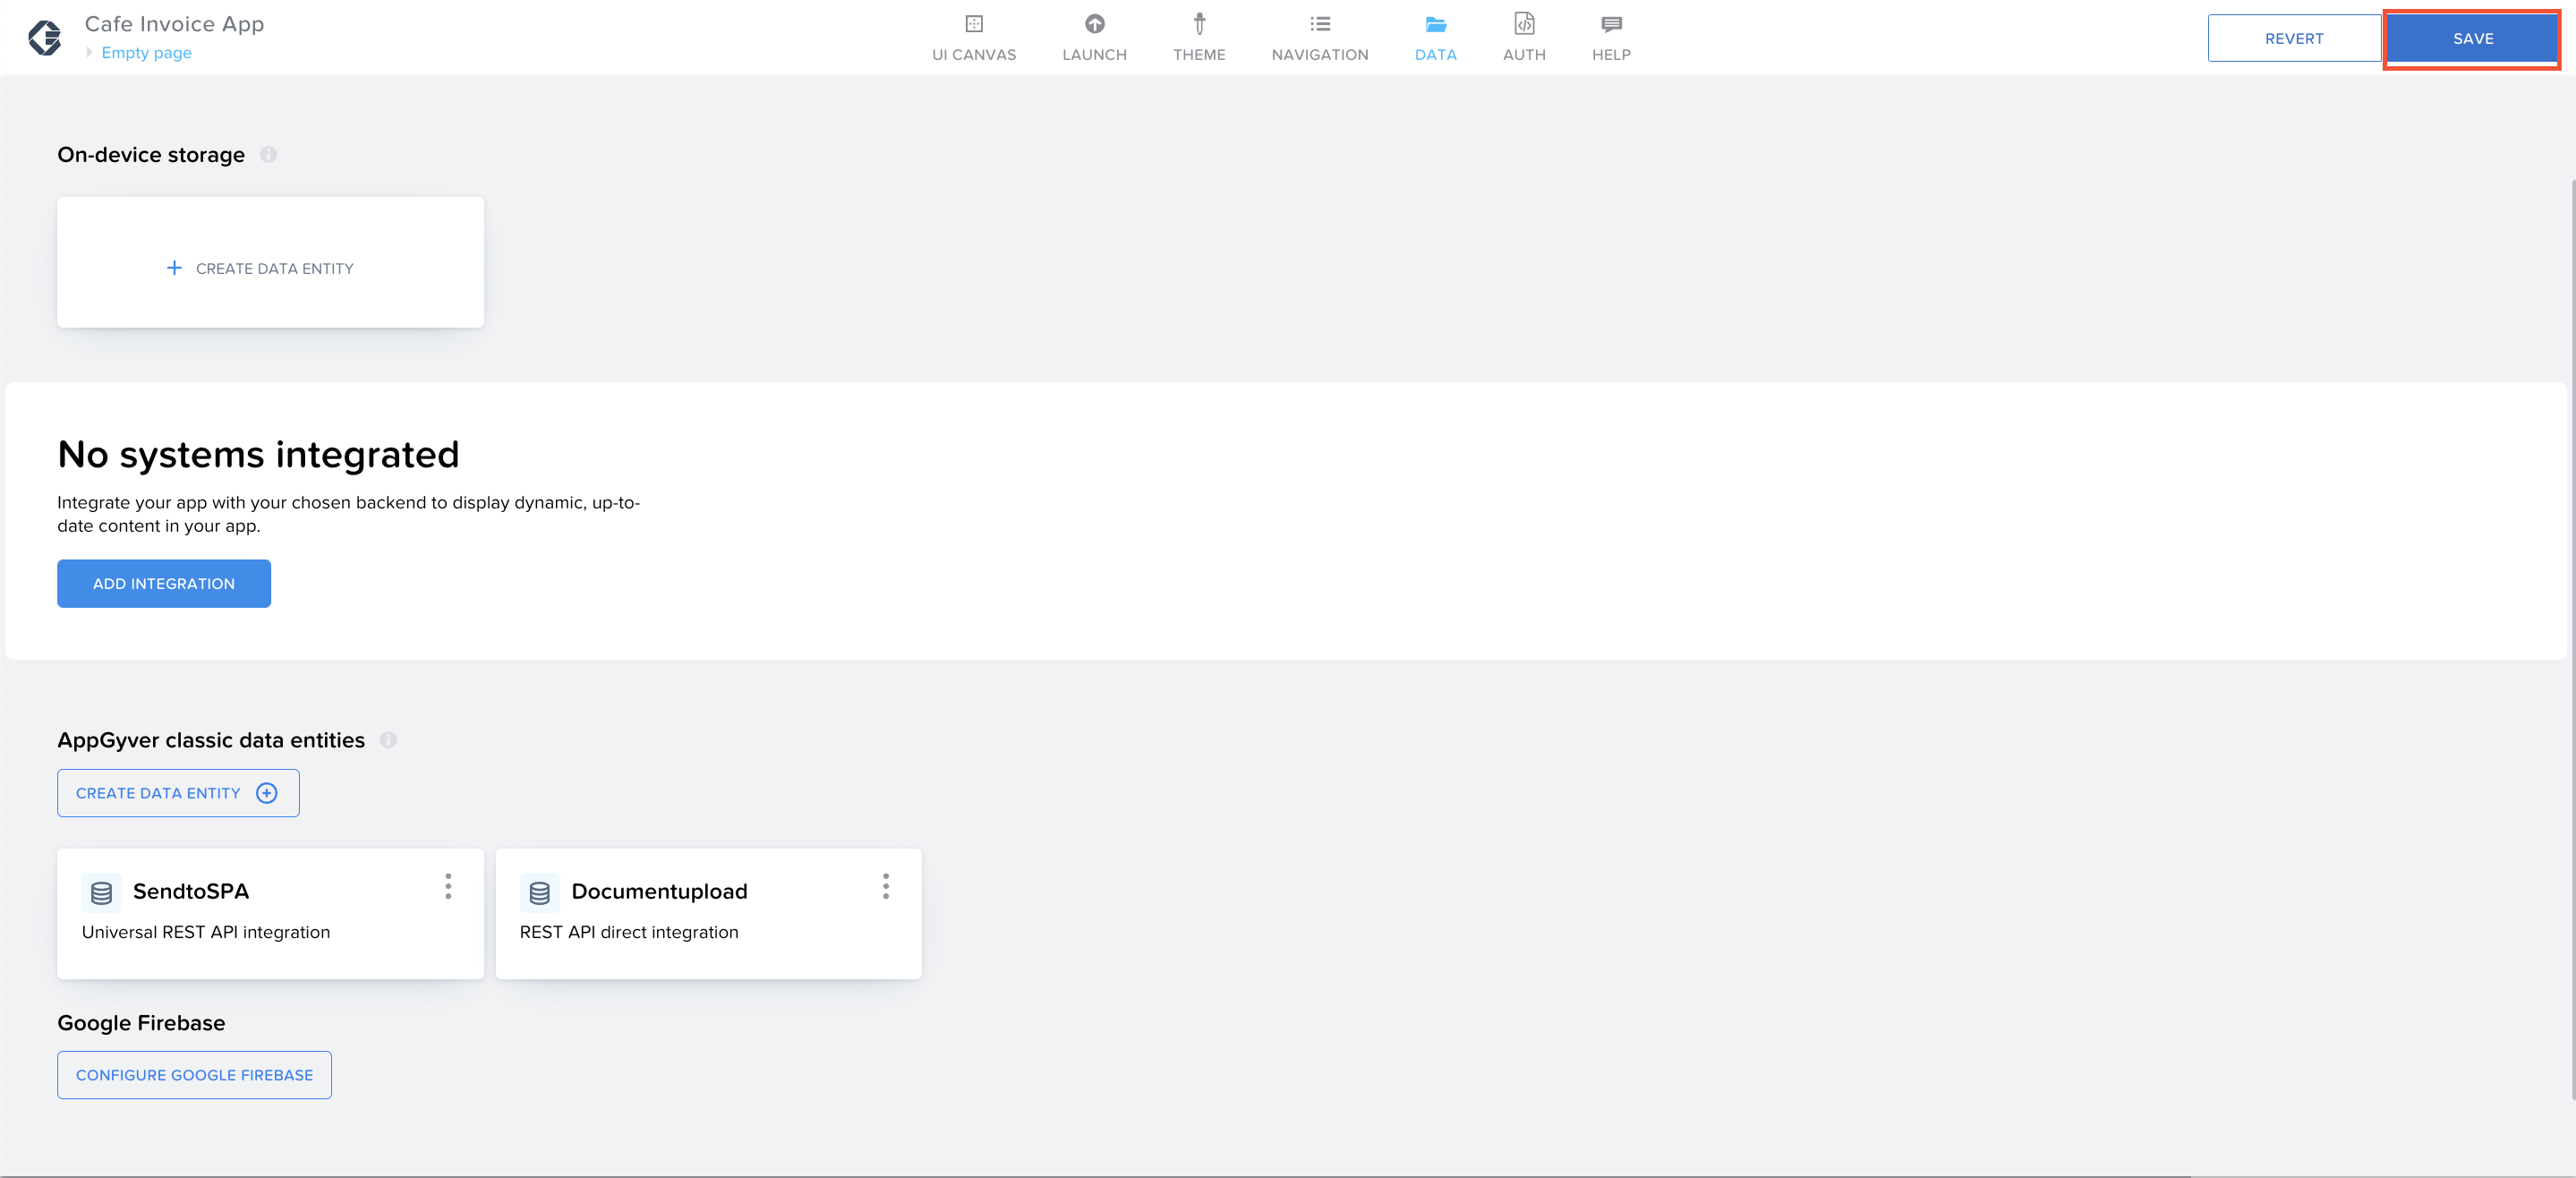 Cafe Invoice App
Empty page
UI CANVAS
LAUNCH
THEME
NAVIGATION
DATA
AUTH
HELP
REVERT
SAVE
On-device storage
CREATE DATA ENTITY
No systems integrated
Integrate your app with your chosen backend to display dynamic, up-to-
date content in your app.
ADD INTEGRATION
AppGyver classic data entities
CREATE DATA ENTITY
SendtoSPA
Universal REST API integration
Documentupload
REST API direct integration
Google Firebase
CONFIGURE GOOGLE FIREBASE